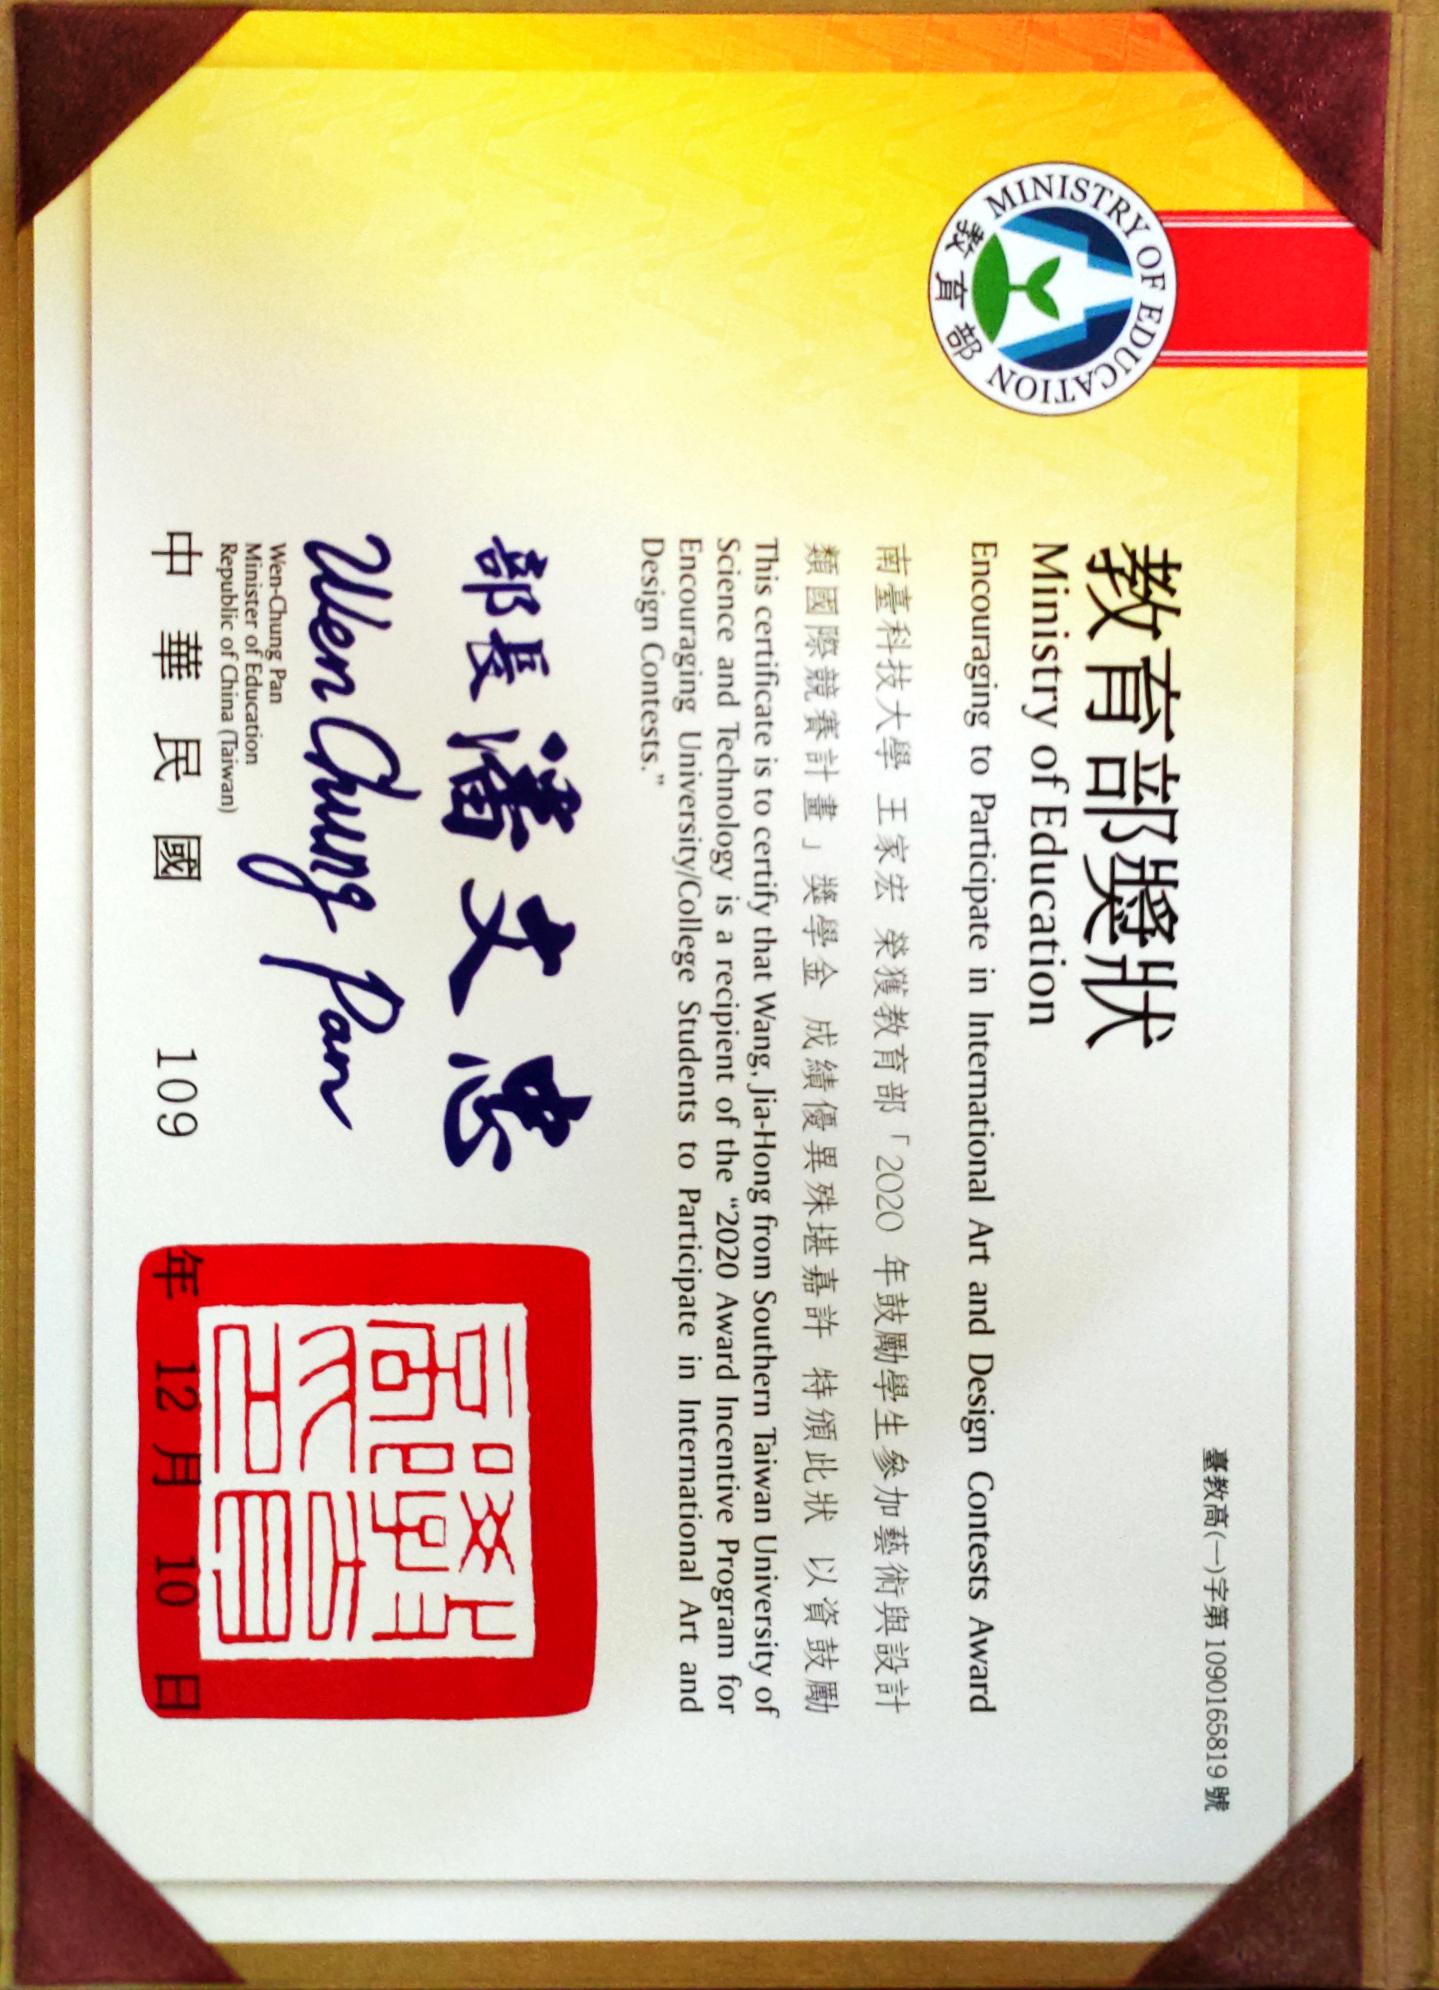 臺教高(一)字第 1090165819 號
MINISTRY OF EDUCATION
教育部
教育部獎狀
Ministry of Education
Encouraging to Participate in International Art and Design Contests Award
南臺科技大學 王家宏 榮獲教育部「2020 年鼓勵學生參加藝術與設計
類國際競賽計畫」獎學金 成績優異殊堪嘉許 特頒此狀 以資鼓勵
This certificate is to certify that Wang, Jia-Hong from Southern Taiwan University of
Science and Technology is a recipient of the “2020 Award Incentive Program for
Encouraging University/College Students to Participate in International Art and
Design Contests.”
部長 潘文忠
Wen Chung Pan
Wen-Chung Pan
Minister of Education
Republic of China (Taiwan)
教育部印
中華民國 109 年 12 月 10 日